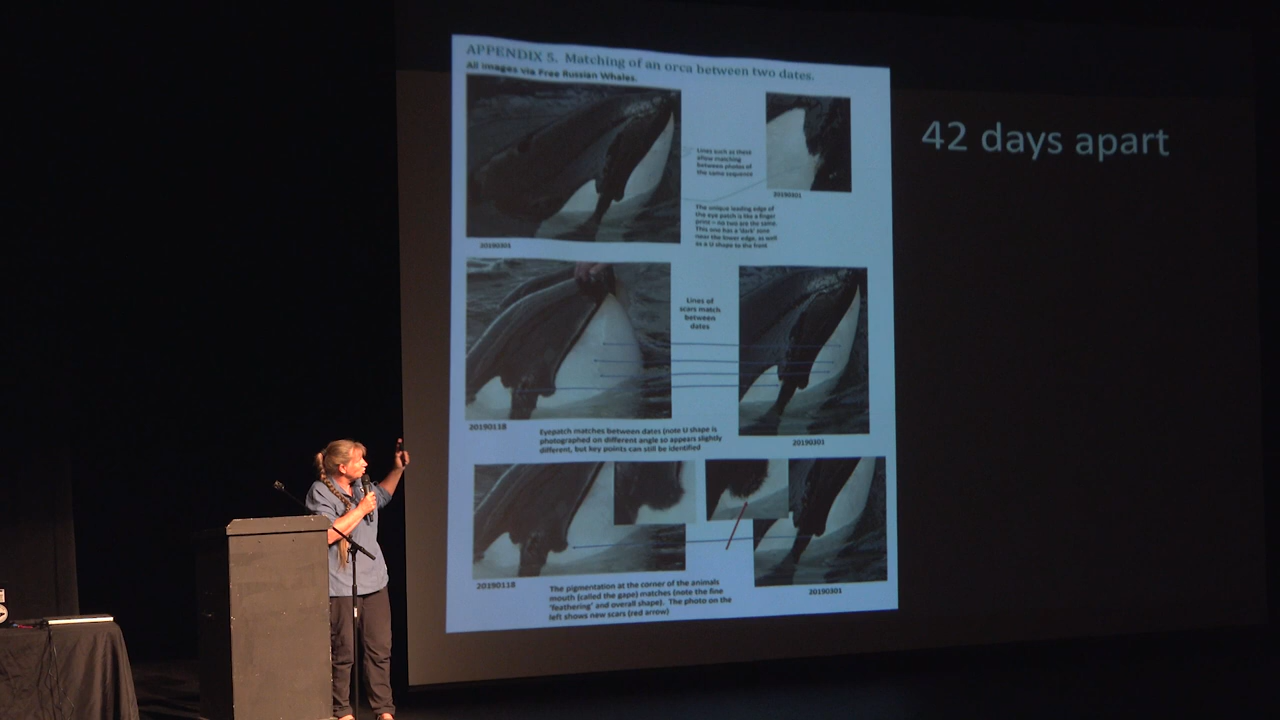 APPENDIX 5. Matching of an orca between two dates.
All images via Free Russian Whales.
42 days apart
Lines such as these
allow matching
between photos of
the same sequence
20190301
The unique leading edge of
the eye patch is like a finger
print – no two are the same.
This one has a 'dark' zone
near the lower edge, as well
as a U shape to the front
20190301
Lines of
scars match
between
dates
20190118
Eyepatch matches between dates (note U shape is
photographed on different angle so appears slightly
different, but key points can still be identified
20190301
20190118
The pigmentation at the corner of the animals
mouth (called the gape) matches (note the fine
'feathering' and overall shape). The photo on the
left shows new scars (red arrow)
20190301